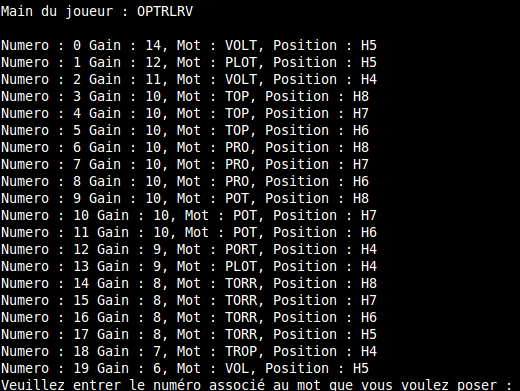 Main du joueur : OPTRLRV
Numero : 0 Gain : 14, Mot : VOLT, Position : H5
Numero : 1 Gain : 12, Mot : PLOT, Position : H5
Numero : 2 Gain : 11, Mot : VOLT, Position : H4
Numero : 3 Gain : 10, Mot : TOP, Position : H8
Numero : 4 Gain : 10, Mot : TOP, Position : H7
Numero : 5 Gain : 10, Mot : TOP, Position : H6
Numero : 6 Gain : 10, Mot : PRO, Position : H8
Numero : 7 Gain : 10, Mot : PRO, Position : H7
Numero : 8 Gain : 10, Mot : PRO, Position : H6
Numero : 9 Gain : 10, Mot : POT, Position : H8
Numero : 10 Gain : 10, Mot : POT, Position : H7
Numero : 11 Gain : 10, Mot : POT, Position : H6
Numero : 12 Gain : 9, Mot : PORT, Position : H4
Numero : 13 Gain : 9, Mot : PLOT, Position : H4
Numero : 14 Gain : 8, Mot : TORR, Position : H8
Numero : 15 Gain : 8, Mot : TORR, Position : H7
Numero : 16 Gain : 8, Mot : TORR, Position : H6
Numero : 17 Gain : 8, Mot : TORR, Position : H5
Numero : 18 Gain : 7, Mot : TROP, Position : H4
Numero : 19 Gain : 6, Mot : VOL, Position : H5
Veuillez entrer le numéro associé au mot que vous voulez poser :